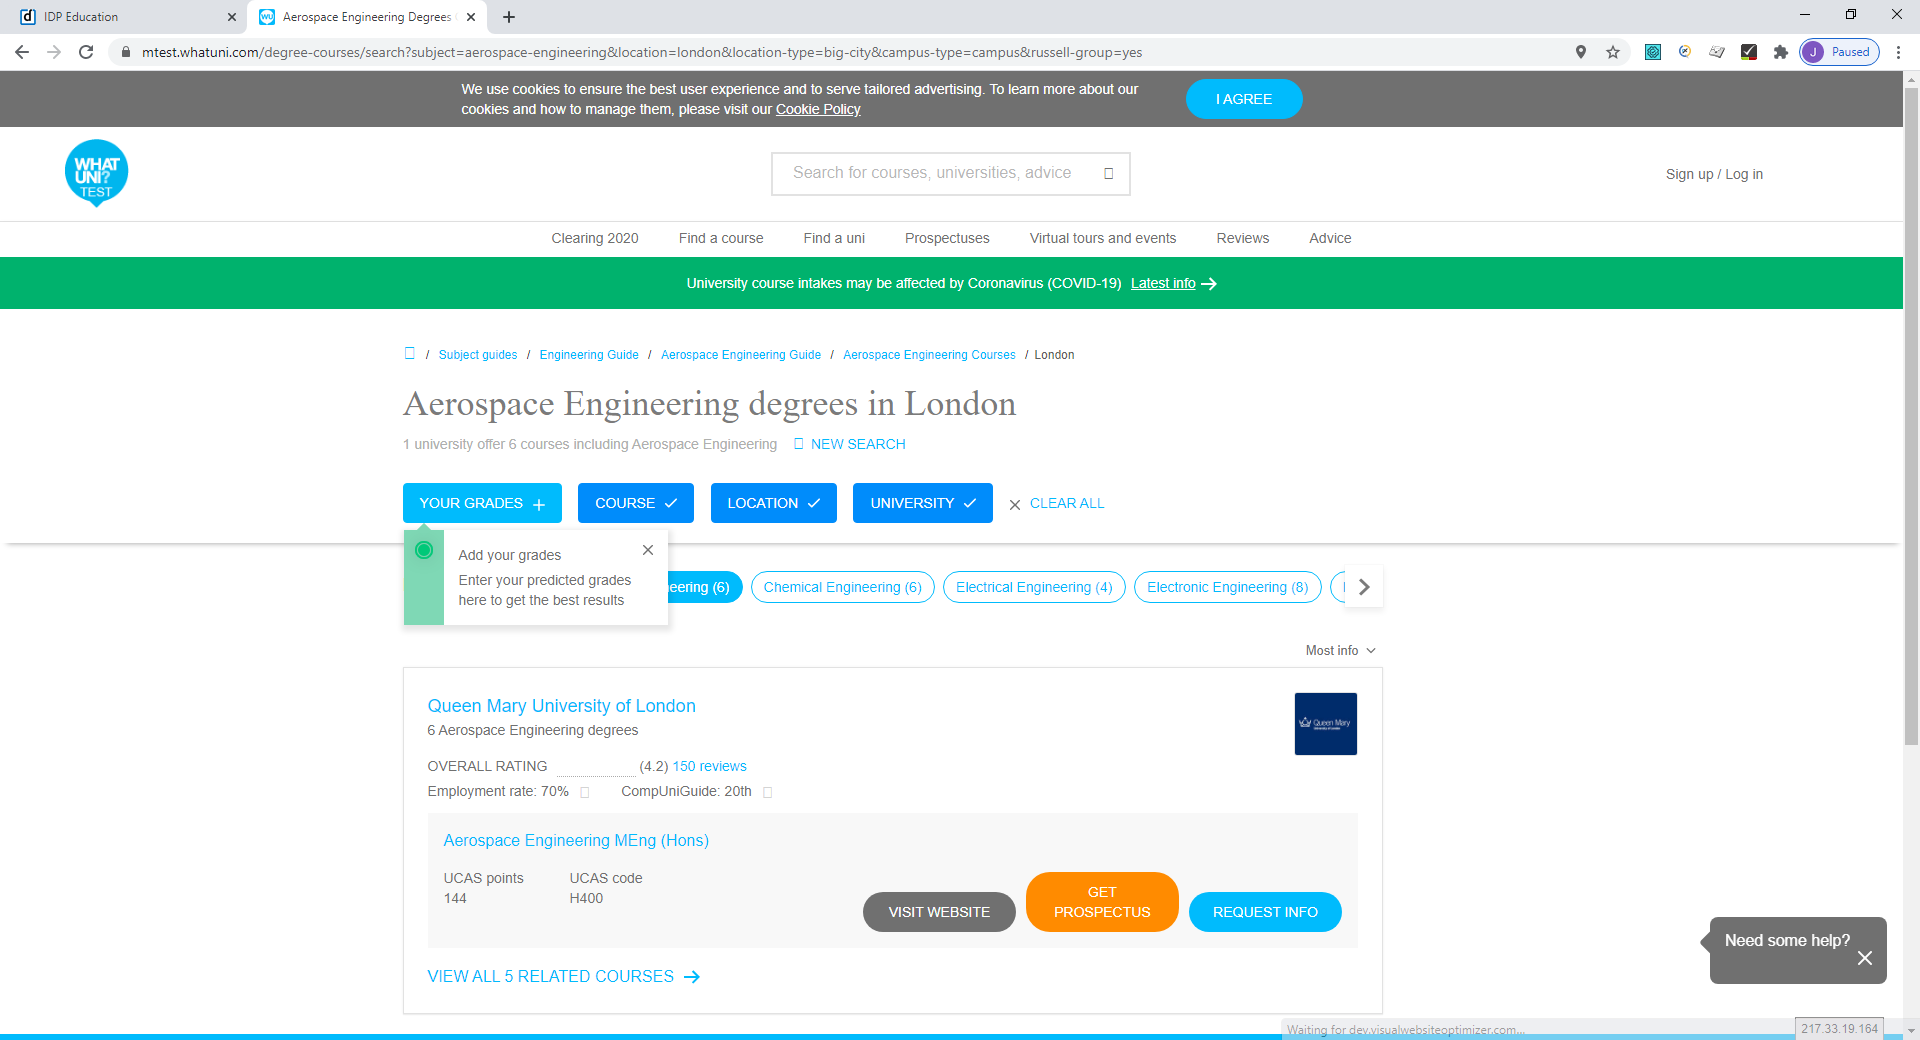 IDP Education
Aerospace Engineering Degrees
mtest.whatuni.com/degree-courses/search?subject=aerospace-engineering&location=london&location-type=big-city&campus-type=campus&russell-group=yes
J Paused
We use cookies to ensure the best user experience and to serve tailored advertising. To learn more about our
cookies and how to manage them, please visit our Cookie Policy
I AGREE
WHAT
UNI?
TEST
Search for courses, universities, advice
Sign up / Log in
Clearing 2020 Find a course Find a uni Prospectuses Virtual tours and events Reviews Advice
University course intakes may be affected by Coronavirus (COVID-19) Latest info
/ Subject guides / Engineering Guide / Aerospace Engineering Guide / Aerospace Engineering Courses / London
Aerospace Engineering degrees in London
1 university offer 6 courses including Aerospace Engineering NEW SEARCH
YOUR GRADES COURSE LOCATION UNIVERSITY CLEAR ALL
Add your grades
Enter your predicted grades
here to get the best results
eering (6) Chemical Engineering (6) Electrical Engineering (4) Electronic Engineering (8)
Most info
Queen Mary University of London
6 Aerospace Engineering degrees
Queen Mary
University of London
OVERALL RATING (4.2) 150 reviews
Employment rate: 70% CompUniGuide: 20th
Aerospace Engineering MEng (Hons)
UCAS points UCAS code
144 H400
VISIT WEBSITE
GET
PROSPECTUS
REQUEST INFO
VIEW ALL 5 RELATED COURSES
Need some help?
Waiting for dev.visualwebsiteoptimizer.com...
217.33.19.164